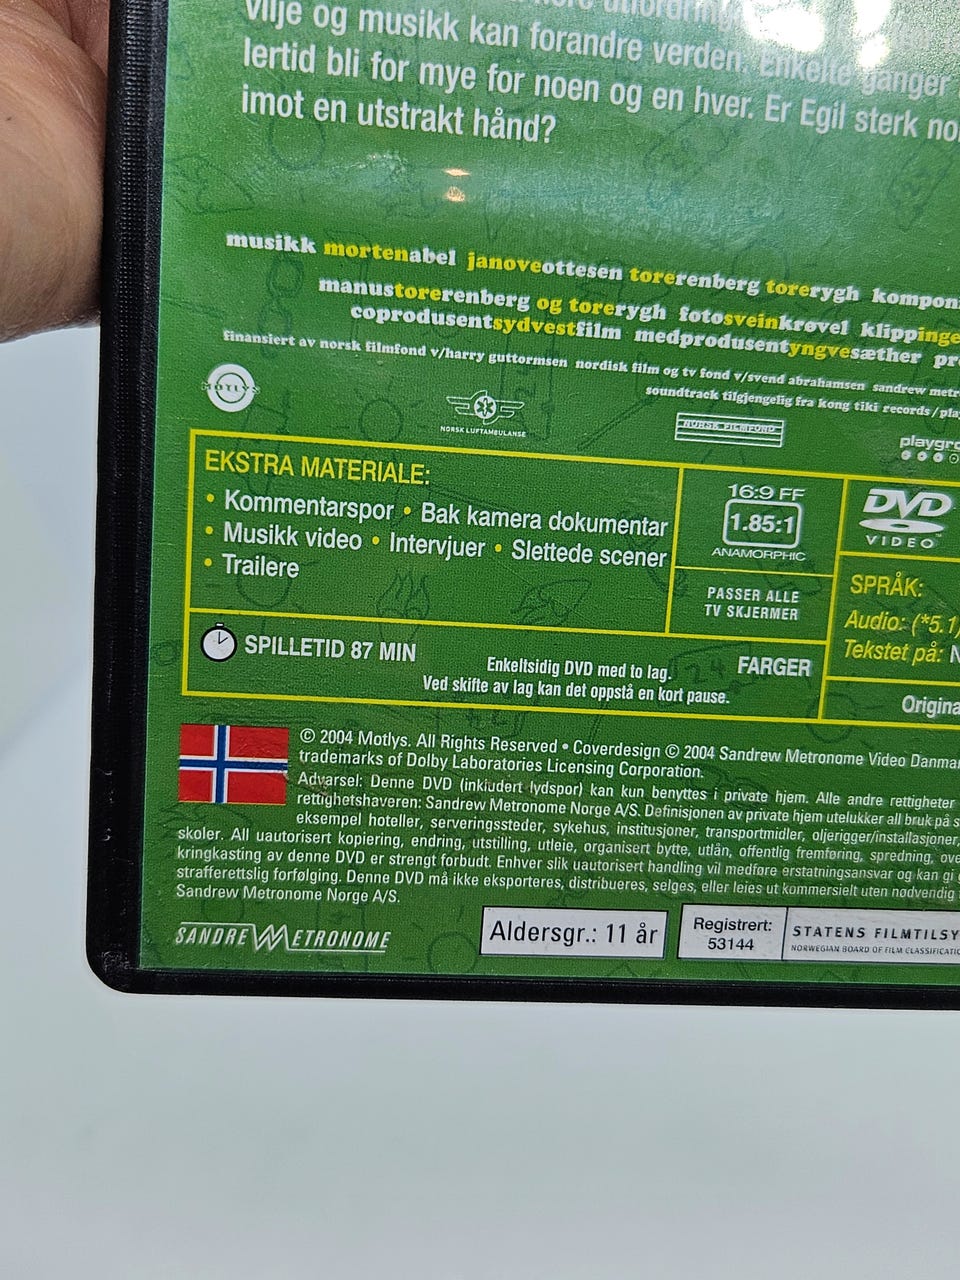 vilje og musikk kan forandre verden. Enkelte ganger
lertid bli for mye for noen og en hver. Er Egil sterk no
imot en utstrakt hånd?
musikk mortenabel janoveottesen torerenberg torerygh kompon
manustorerenberg og torerygh fotosveinkrøvel klippinge
coprodusentsydvestfilm medprodusentyngvesæther pr
finansiert av norsk filmfond v/harry guttormsen nordisk film og tv fond v/svend abrahamsen sandrew metr
soundtrack tilgjengelig fra kong tiki records / play
MOTLYS
NORSK LUFTAMBULANSE
NORSK FILMFOND
playgro
EKSTRA MATERIALE:
• Kommentarspor • Bak kamera dokumentar
• Musikk video • Intervjuer • Slettede scener
• Trailere
16:9 FF
1.85:1
ANAMORPHIC
PASSER ALLE
TV SKJERMER
DVD
VIDEO
SPRÅK:
Audio: (*5.1)
Tekstet på: N
SPILLETID 87 MIN
Enkeltsidig DVD med to lag.
Ved skifte av lag kan det oppstå en kort pause.
FARGER
Origina
© 2004 Motlys. All Rights Reserved • Coverdesign © 2004 Sandrew Metronome Video Danmar
trademarks of Dolby Laboratories Licensing Corporation.
Advarsel: Denne DVD (inkludert lydspor) kan kun benyttes i private hjem. Alle andre rettigheter
rettighetshaveren: Sandrew Metronome Norge A/S. Definisjonen av private hjem utelukker all bruk på s
eksempel hoteller, serveringssteder, sykehus, institusjoner, transportmidler, oljerigger/installasjoner,
skoler. All uautorisert kopiering, endring, utstilling, utleie, organisert bytte, utlån, offentlig fremføring, spredning, ove
kringkasting av denne DVD er strengt forbudt. Enhver slik uautorisert handling vil medføre erstatningsansvar og kan gi
strafferettslig forfølging. Denne DVD må ikke eksporteres, distribueres, selges, eller leies ut kommersielt uten nødvendig
Sandrew Metronome Norge A/S.
SANDREW METRONOME
Aldersgr.: 11 år
Registrert:
53144
STATENS FILMTILSY
NORWEGIAN BOARD OF FILM CLASSIFICATIO